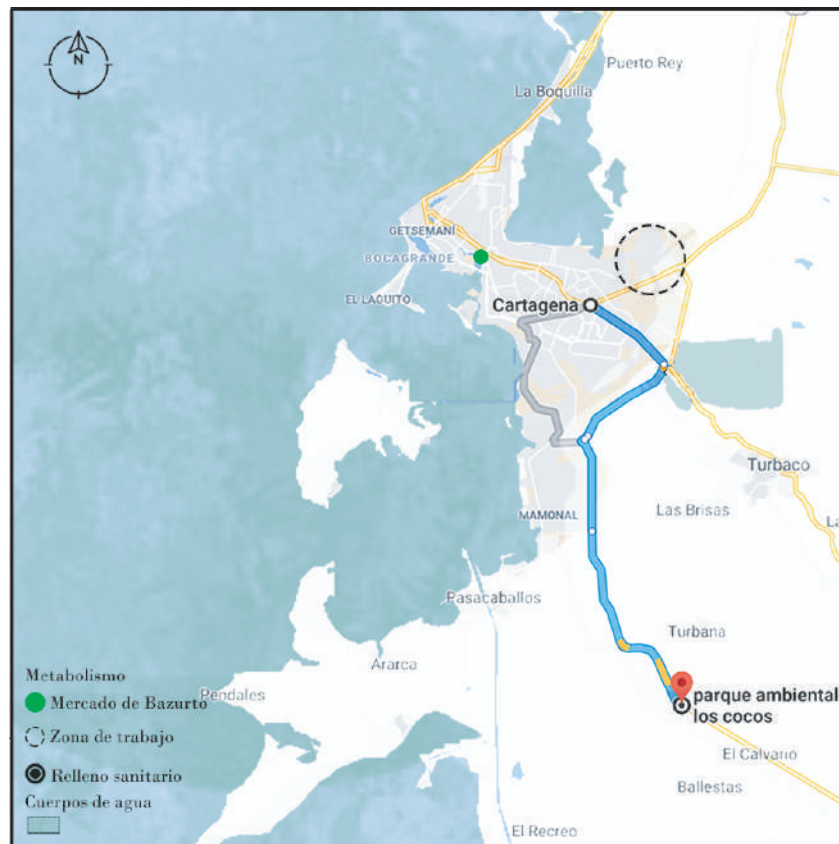 N
Puerto Rey
La Boquilla
GETSEMANÍ
BOCAGRANDE
EL LAGUITO
Cartagena
Turbaco
Las Brisas
La
MAMONAL
Pasacaballos
Turbana
Ararca
Metabolismo
Mercado de Bazurto
Pendales
Zona de trabajo
parque ambiental
los cocos
Relleno sanitario
El Calvario
Ballestas
Cuerpos de agua
El Recreo